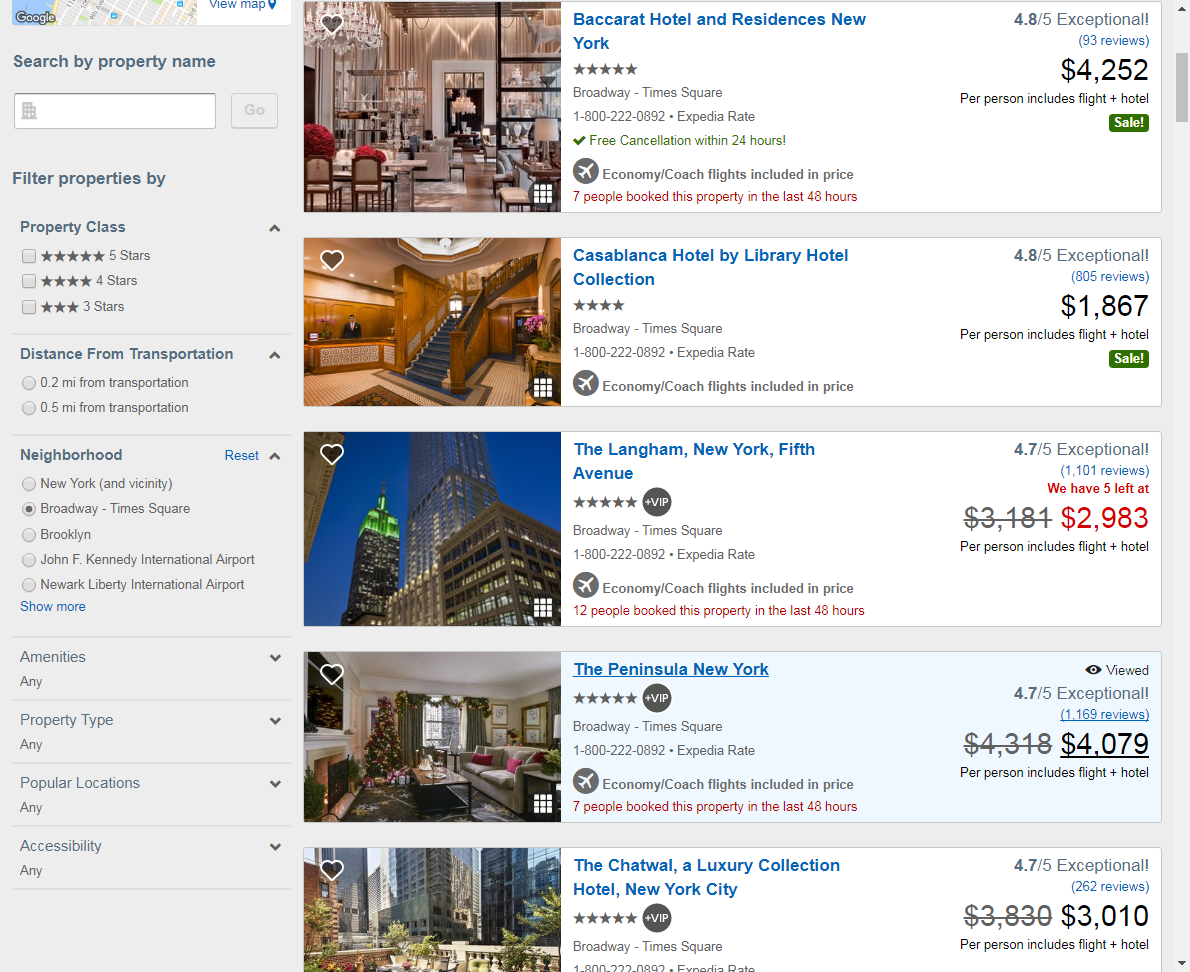 Google
View map
Search by property name
Go
Filter properties by
Property Class
5 Stars
4 Stars
3 Stars
Distance From Transportation
0.2 mi from transportation
0.5 mi from transportation
Neighborhood
Reset
New York (and vicinity)
Broadway - Times Square
Brooklyn
John F. Kennedy International Airport
Newark Liberty International Airport
Show more
Amenities
Any
Property Type
Any
Popular Locations
Any
Accessibility
Any
Baccarat Hotel and Residences New
York
Broadway - Times Square
1-800-222-0892 • Expedia Rate
Free Cancellation within 24 hours!
Economy/Coach flights included in price
7 people booked this property in the last 48 hours
4.8/5 Exceptional!
(93 reviews)
$4,252
Per person includes flight + hotel
Sale!
Casablanca Hotel by Library Hotel
Collection
Broadway - Times Square
1-800-222-0892 • Expedia Rate
Economy/Coach flights included in price
4.8/5 Exceptional!
(805 reviews)
$1,867
Per person includes flight + hotel
Sale!
The Langham, New York, Fifth
Avenue
+VIP
Broadway - Times Square
1-800-222-0892 • Expedia Rate
Economy/Coach flights included in price
12 people booked this property in the last 48 hours
4.7/5 Exceptional!
(1,101 reviews)
We have 5 left at
$3,181 $2,983
Per person includes flight + hotel
The Peninsula New York
+VIP
Broadway - Times Square
1-800-222-0892 • Expedia Rate
Economy/Coach flights included in price
7 people booked this property in the last 48 hours
Viewed
4.7/5 Exceptional!
(1,169 reviews)
$4,318 $4,079
Per person includes flight + hotel
The Chatwal, a Luxury Collection
Hotel, New York City
+VIP
Broadway - Times Square
1-800-222-0892 • Expedia Rate
4.7/5 Exceptional!
(262 reviews)
$3,830 $3,010
Per person includes flight + hotel